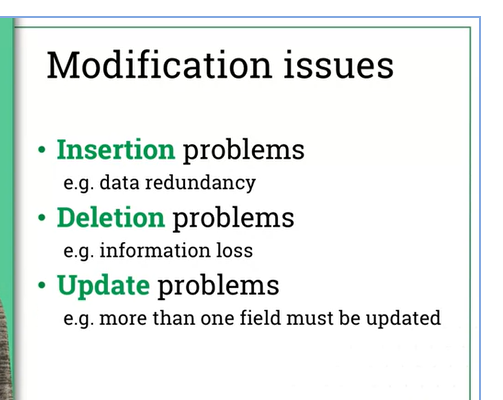 Modification issues
• Insertion problems
e.g. data redundancy
• Deletion problems
e.g. information loss
• Update problems
e.g. more than one field must be updated